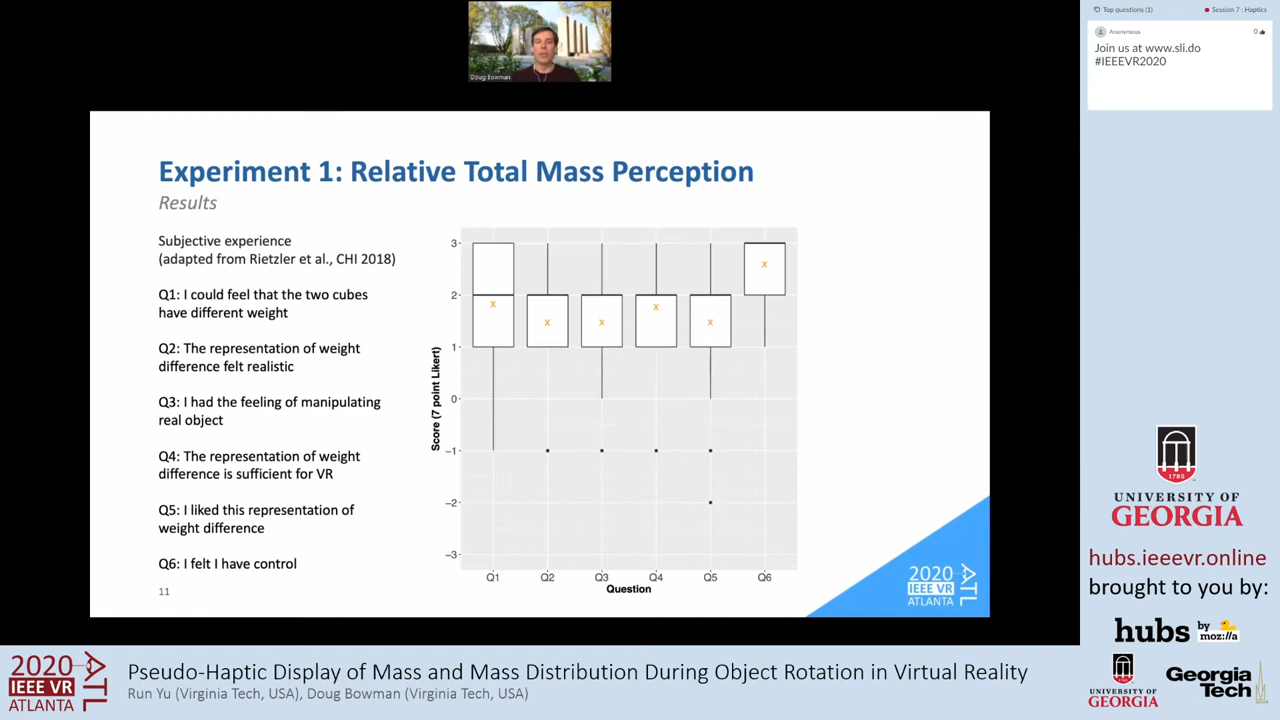 Doug Bowman
Top questions (1)
Session 7 : Haptics
Anonymous
0
Join us at www.sli.do
#IEEEVR2020
Experiment 1: Relative Total Mass Perception
Results
Subjective experience
(adapted from Rietzler et al., CHI 2018)
Q1: I could feel that the two cubes
have different weight
Q2: The representation of weight
difference felt realistic
Q3: I had the feeling of manipulating
real object
Q4: The representation of weight
difference is sufficient for VR
Q5: I liked this representation of
weight difference
Q6: I felt I have control
11
Score (7 point Likert)
3
2
1
0
-1
-2
-3
Q1 Q2 Q3 Q4 Q5 Q6
Question
2020
IEEE VR
ATLANTA
ATL
1785
UNIVERSITY OF
GEORGIA
hubs.ieeevr.online
brought to you by:
hubs by moz://a
UNIVERSITY OF
GEORGIA
Georgia
Tech
2020
IEEE VR
ATLANTA
ATL
Pseudo-Haptic Display of Mass and Mass Distribution During Object Rotation in Virtual Reality
Run Yu (Virginia Tech, USA), Doug Bowman (Virginia Tech, USA)